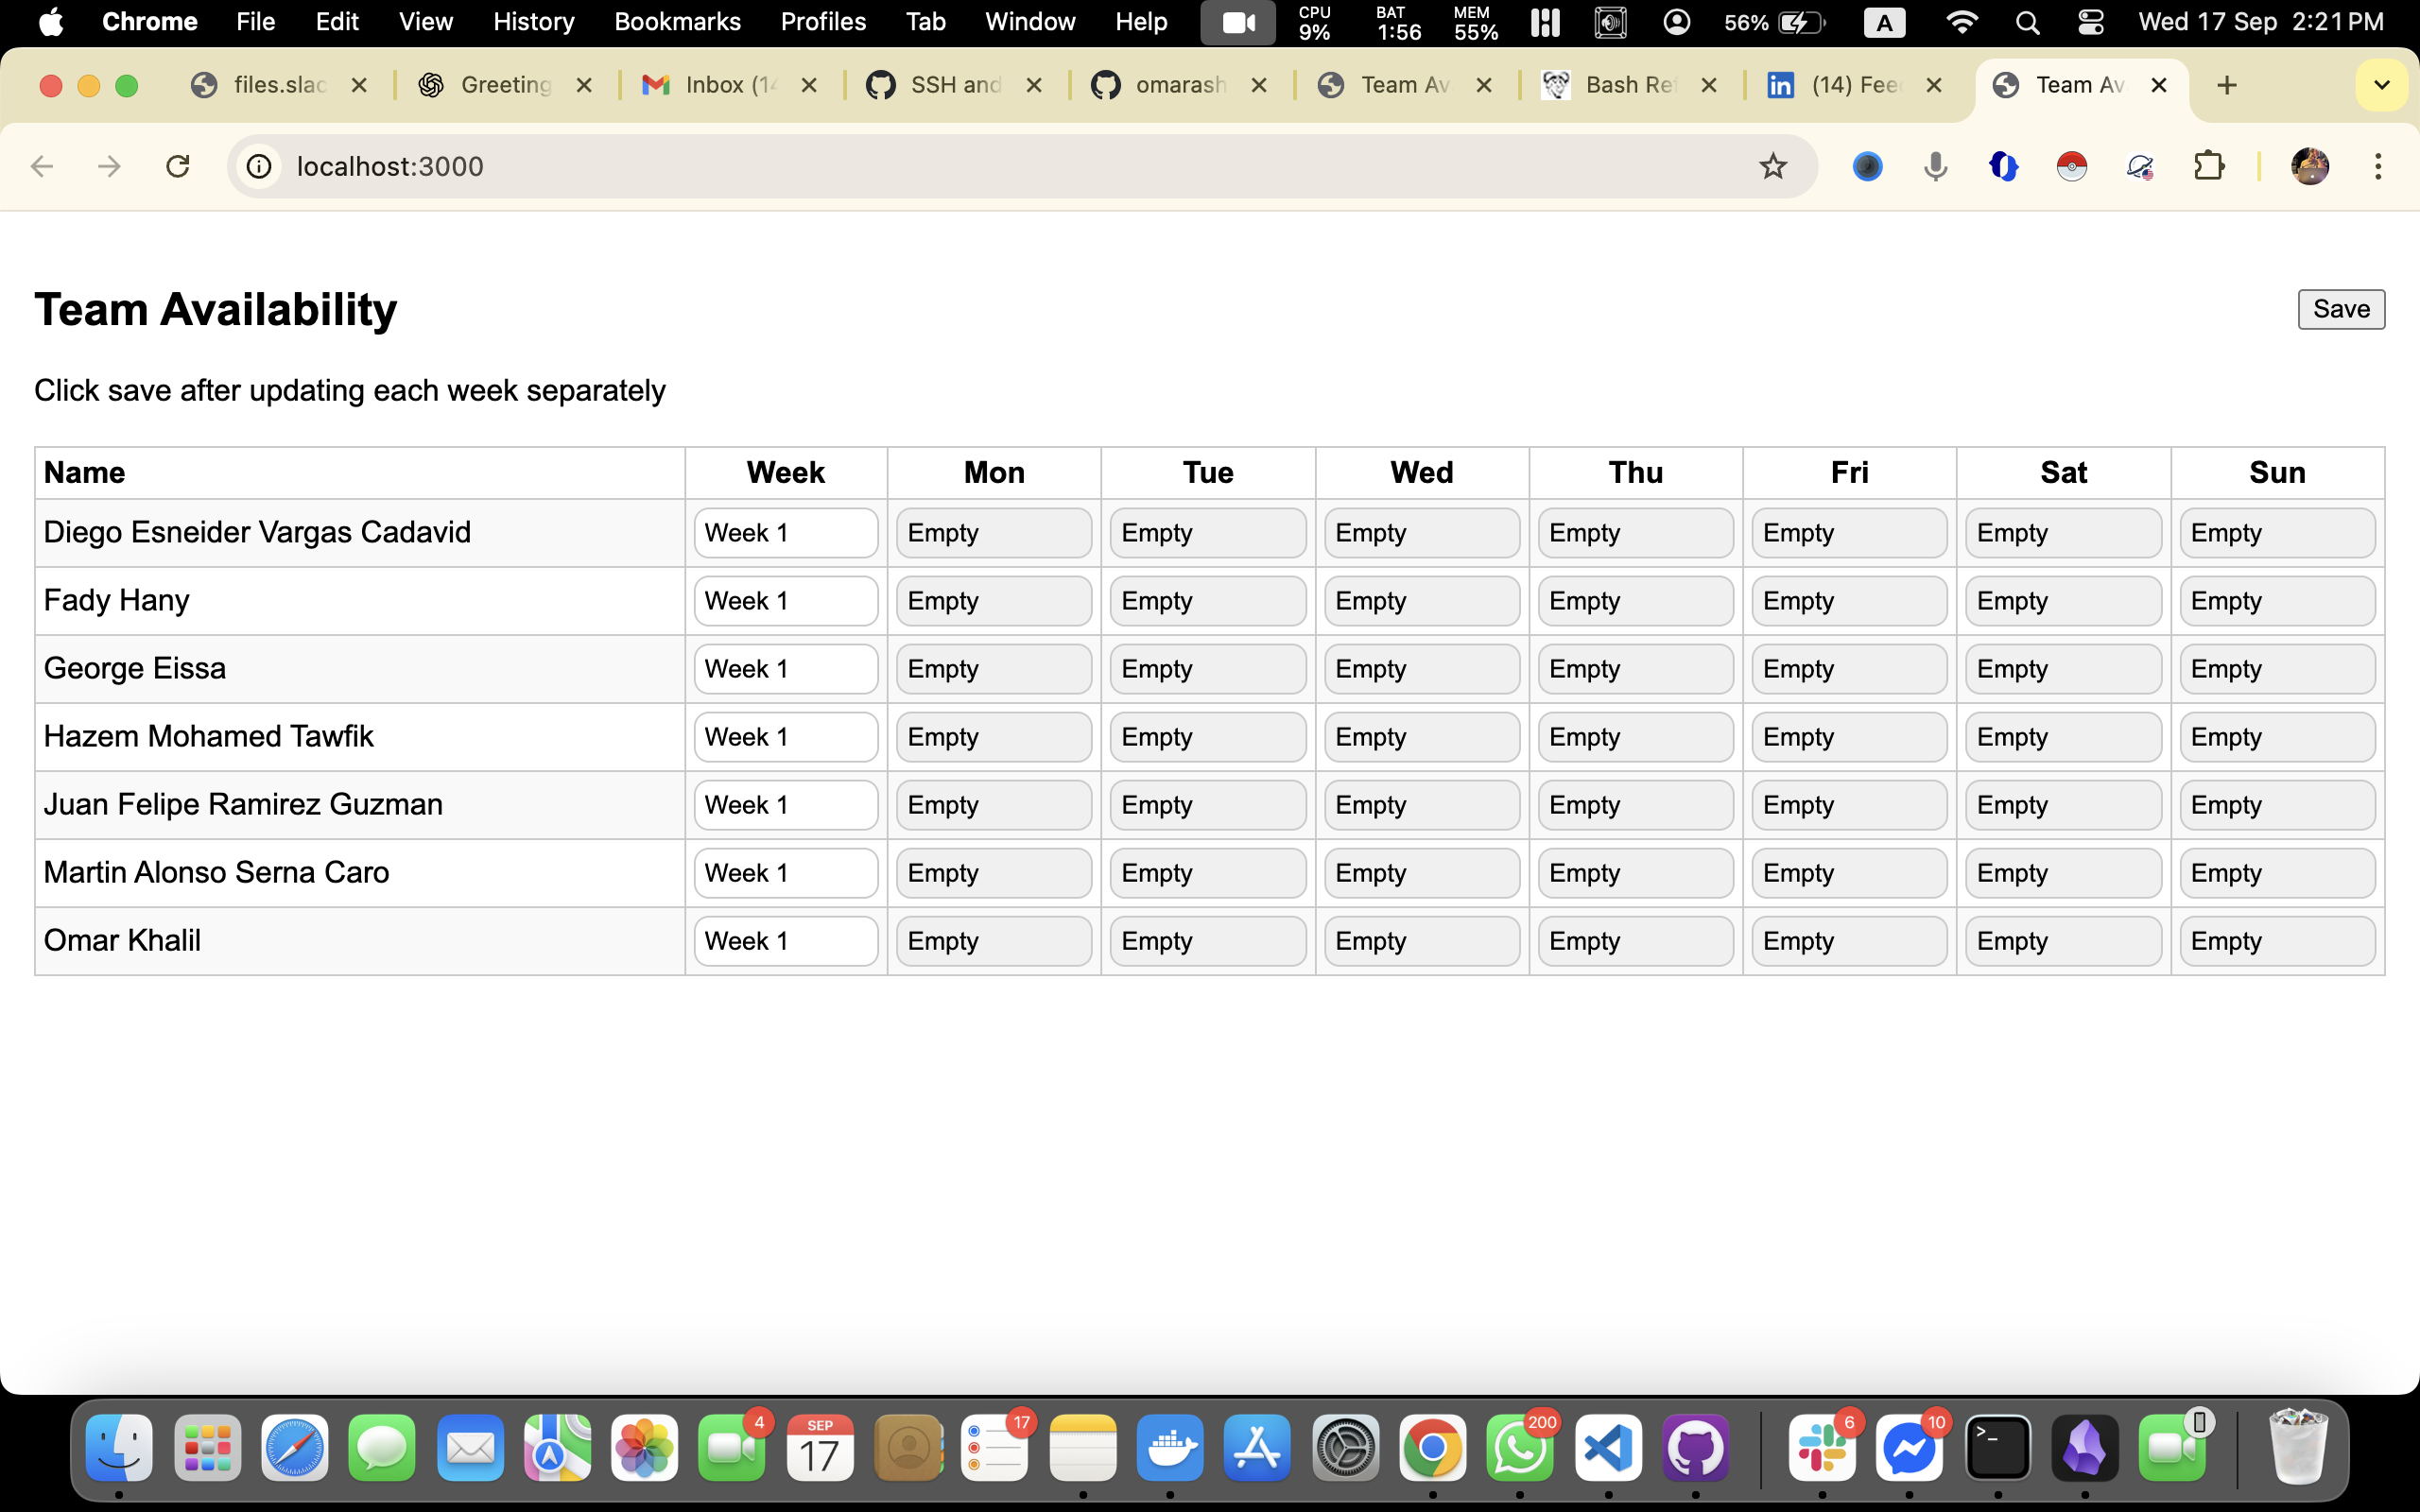 Chrome File Edit View History Bookmarks Profiles Tab Window Help CPU 9% BAT 1:56 MEM 55% 56% A Wed 17 Sep 2:21 PM
files.slac Greeting Inbox (14 SSH and omarash Team Av Bash Ref (14) Fee Team Av
localhost:3000
Team Availability Save
Click save after updating each week separately
Name Week Mon Tue Wed Thu Fri Sat Sun
Diego Esneider Vargas Cadavid Week 1 Empty Empty Empty Empty Empty Empty Empty
Fady Hany Week 1 Empty Empty Empty Empty Empty Empty Empty
George Eissa Week 1 Empty Empty Empty Empty Empty Empty Empty
Hazem Mohamed Tawfik Week 1 Empty Empty Empty Empty Empty Empty Empty
Juan Felipe Ramirez Guzman Week 1 Empty Empty Empty Empty Empty Empty Empty
Martin Alonso Serna Caro Week 1 Empty Empty Empty Empty Empty Empty Empty
Omar Khalil Week 1 Empty Empty Empty Empty Empty Empty Empty
4 SEP 17 17 200 6 10